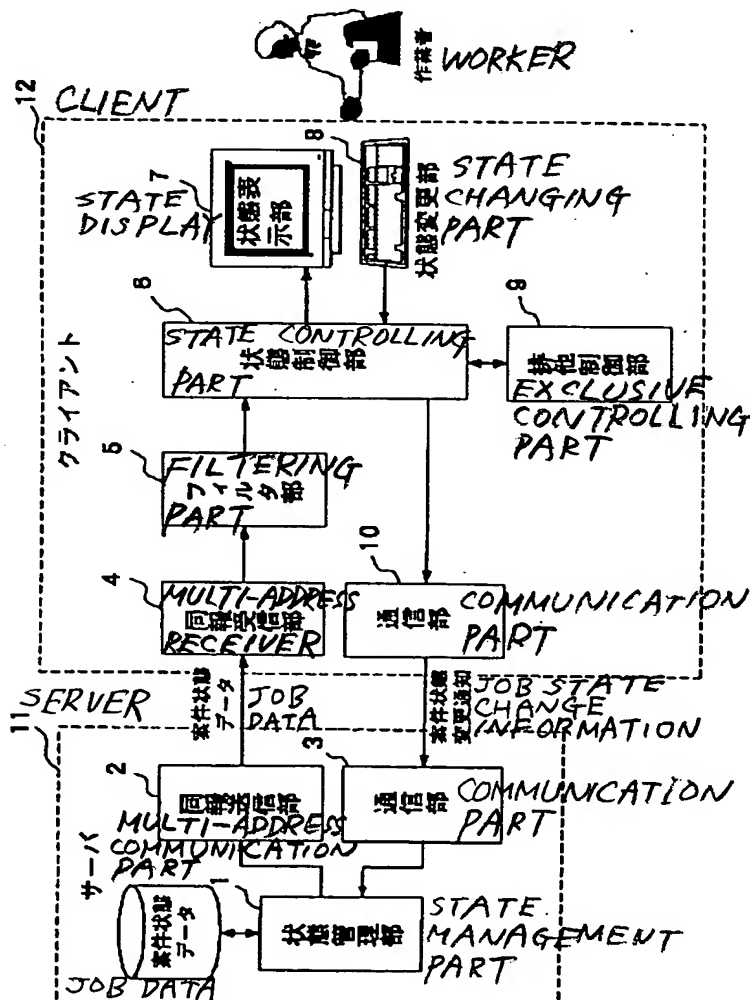 12
CLIENT
クライアント
STATE
DISPLAY
7
状態表
示部
8
状態変更部
STATE
CHANGING
PART
作業者
WORKER
6
STATE CONTROLLING
状態制御部
PART
9
排他制御部
EXCLUSIVE
CONTROLLING
PART
5
FILTERING
フィルタ部
PART
4
MULTI-ADDRESS
同報受信部
RECEIVER
10
通信部
COMMUNICATION
PART
案件状態
データ
JOB
DATA
案件状態
変更通知
JOB STATE
CHANGE
INFORMATION
11
SERVER
サーバ
2
同報送信部
MULTI-ADDRESS
COMMUNICATION
PART
3
通信部
COMMUNICATION
PART
案件状態
データ
JOB DATA
1
状態管理部
STATE
MANAGEMENT
PART